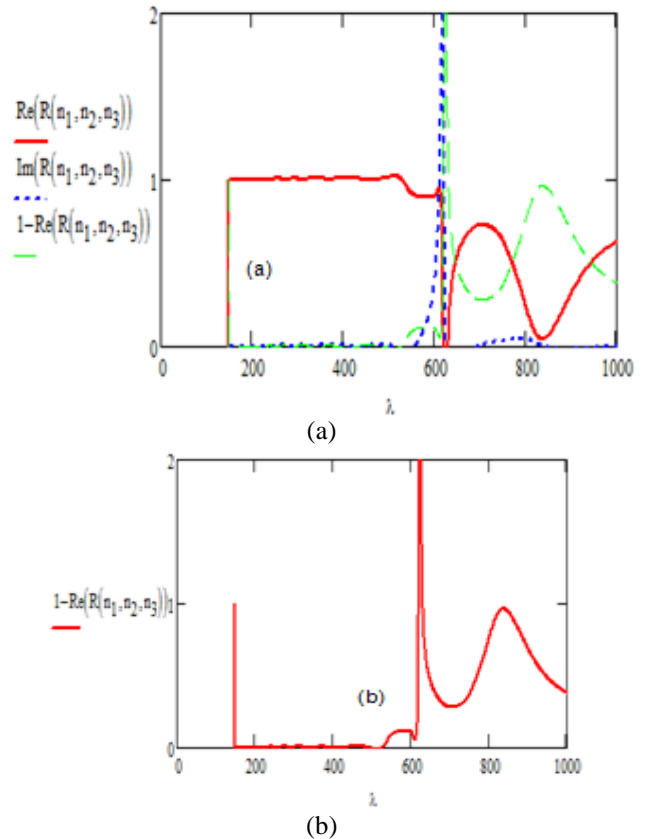 2
Re(R(n1,n2,n3))
Im(R(n1,n2,n3))
1
1−Re(R(n1,n2,n3))
(a)
0
0 200 400 600 800 1000
λ
(a)
2
1−Re(R(n1,n2,n3)) 1
(b)
0
0 200 400 600 800 1000
λ
(b)